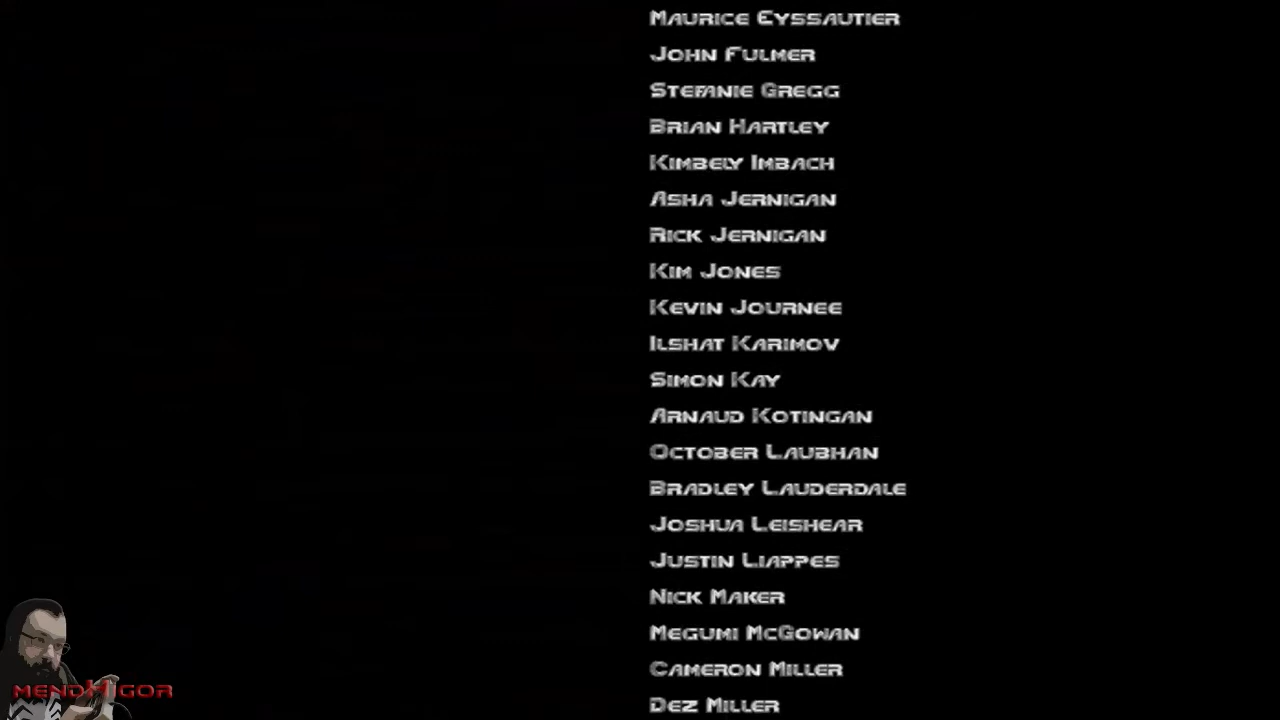 Maurice Eyssautier
John Fulmer
Stefanie Gregg
Brian Hartley
Kimbely Imbach
Asha Jernigan
Rick Jernigan
Kim Jones
Kevin Journee
Ilshat Karimov
Simon Kay
Arnaud Kotingan
October Laubhan
Bradley Lauderdale
Joshua Leishear
Justin Liappes
Nick Maker
Megumi McGowan
Cameron Miller
Dez Miller